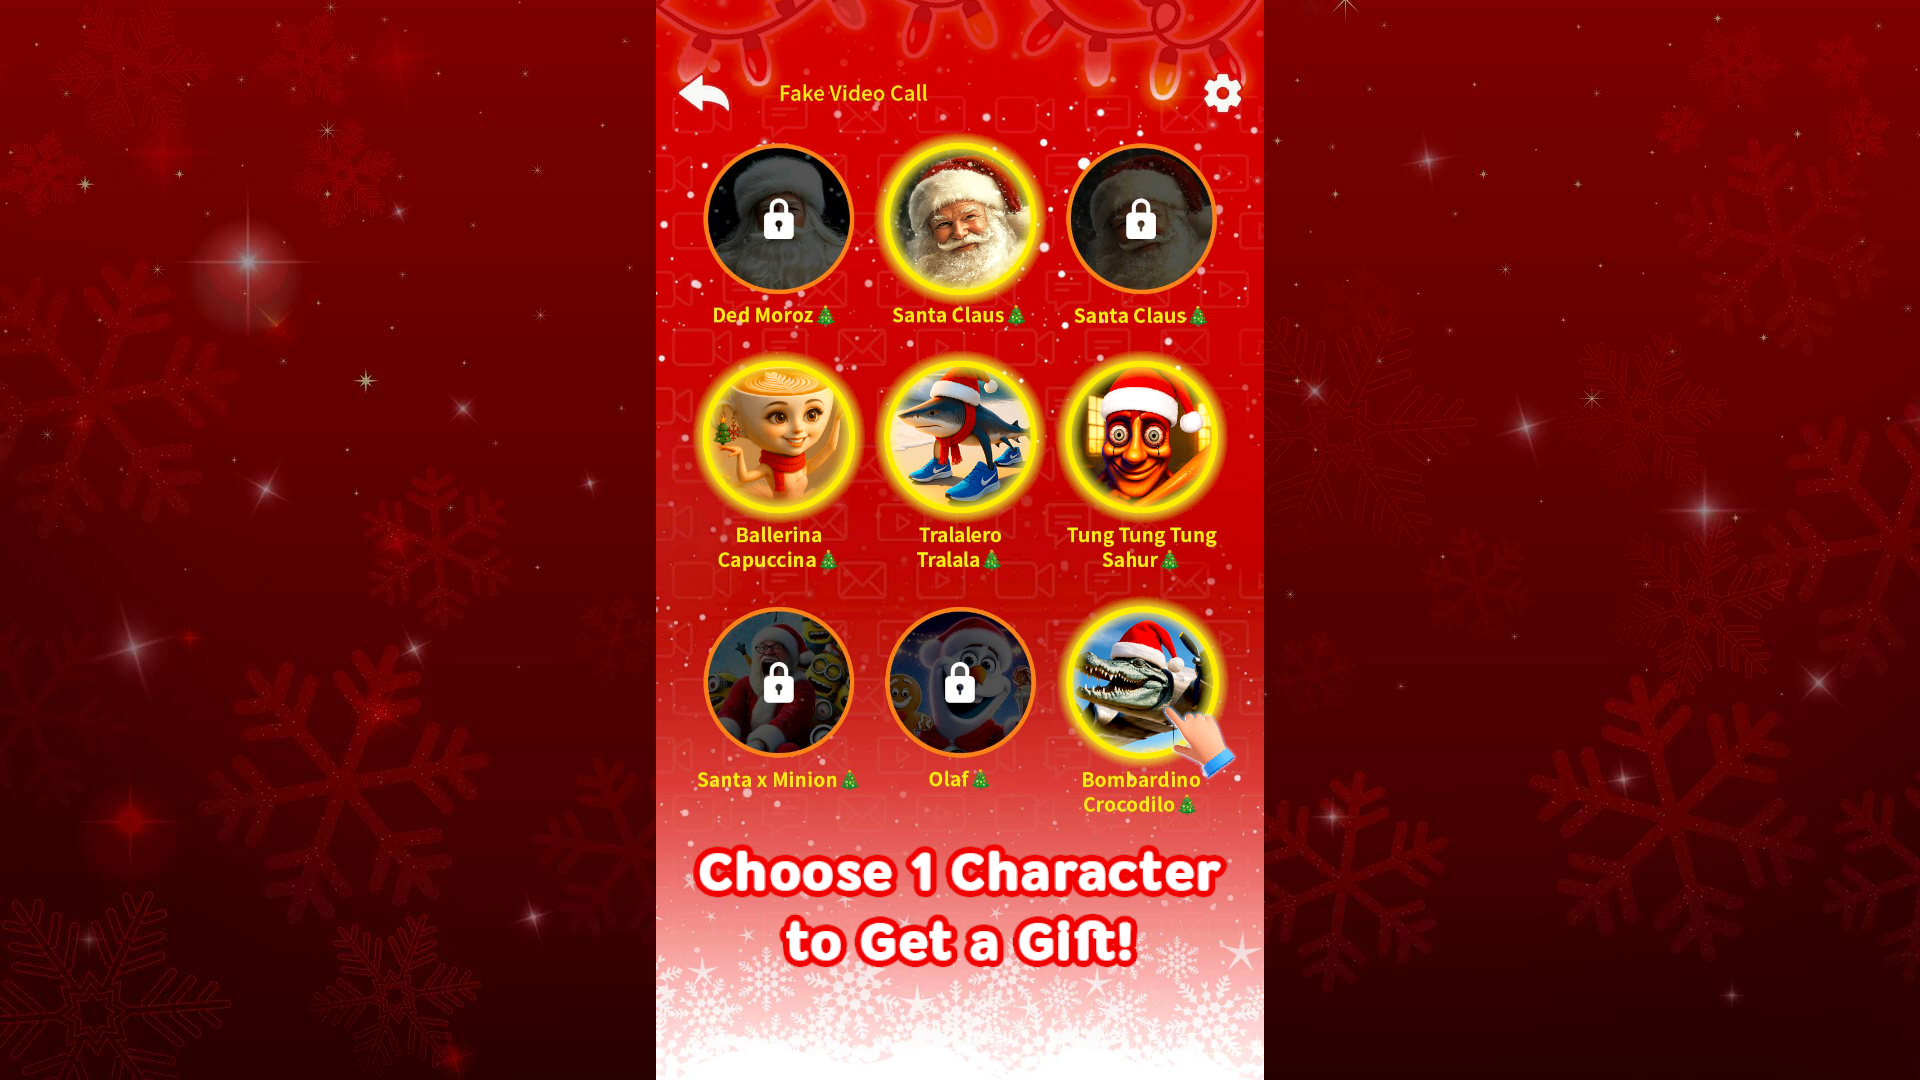 Fake Video Call
Ded Moroz🎄
Santa Claus🎄
Santa Claus🎄
Ballerina
Capuccina🎄
Tralalero
Tralala🎄
Tung Tung Tung
Sahur🎄
Santa x Minion🎄
Olaf🎄
Bombardino
Crocodilo🎄
Choose 1 Character
to Get a Gift!